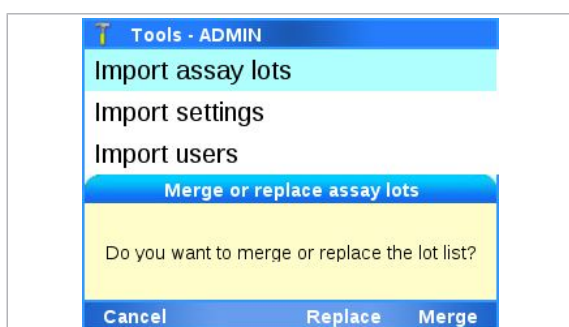 Tools - ADMIN
Import assay lots
Import settings
Import users
Merge or replace assay lots
Do you want to merge or replace the lot list?
Cancel Replace Merge